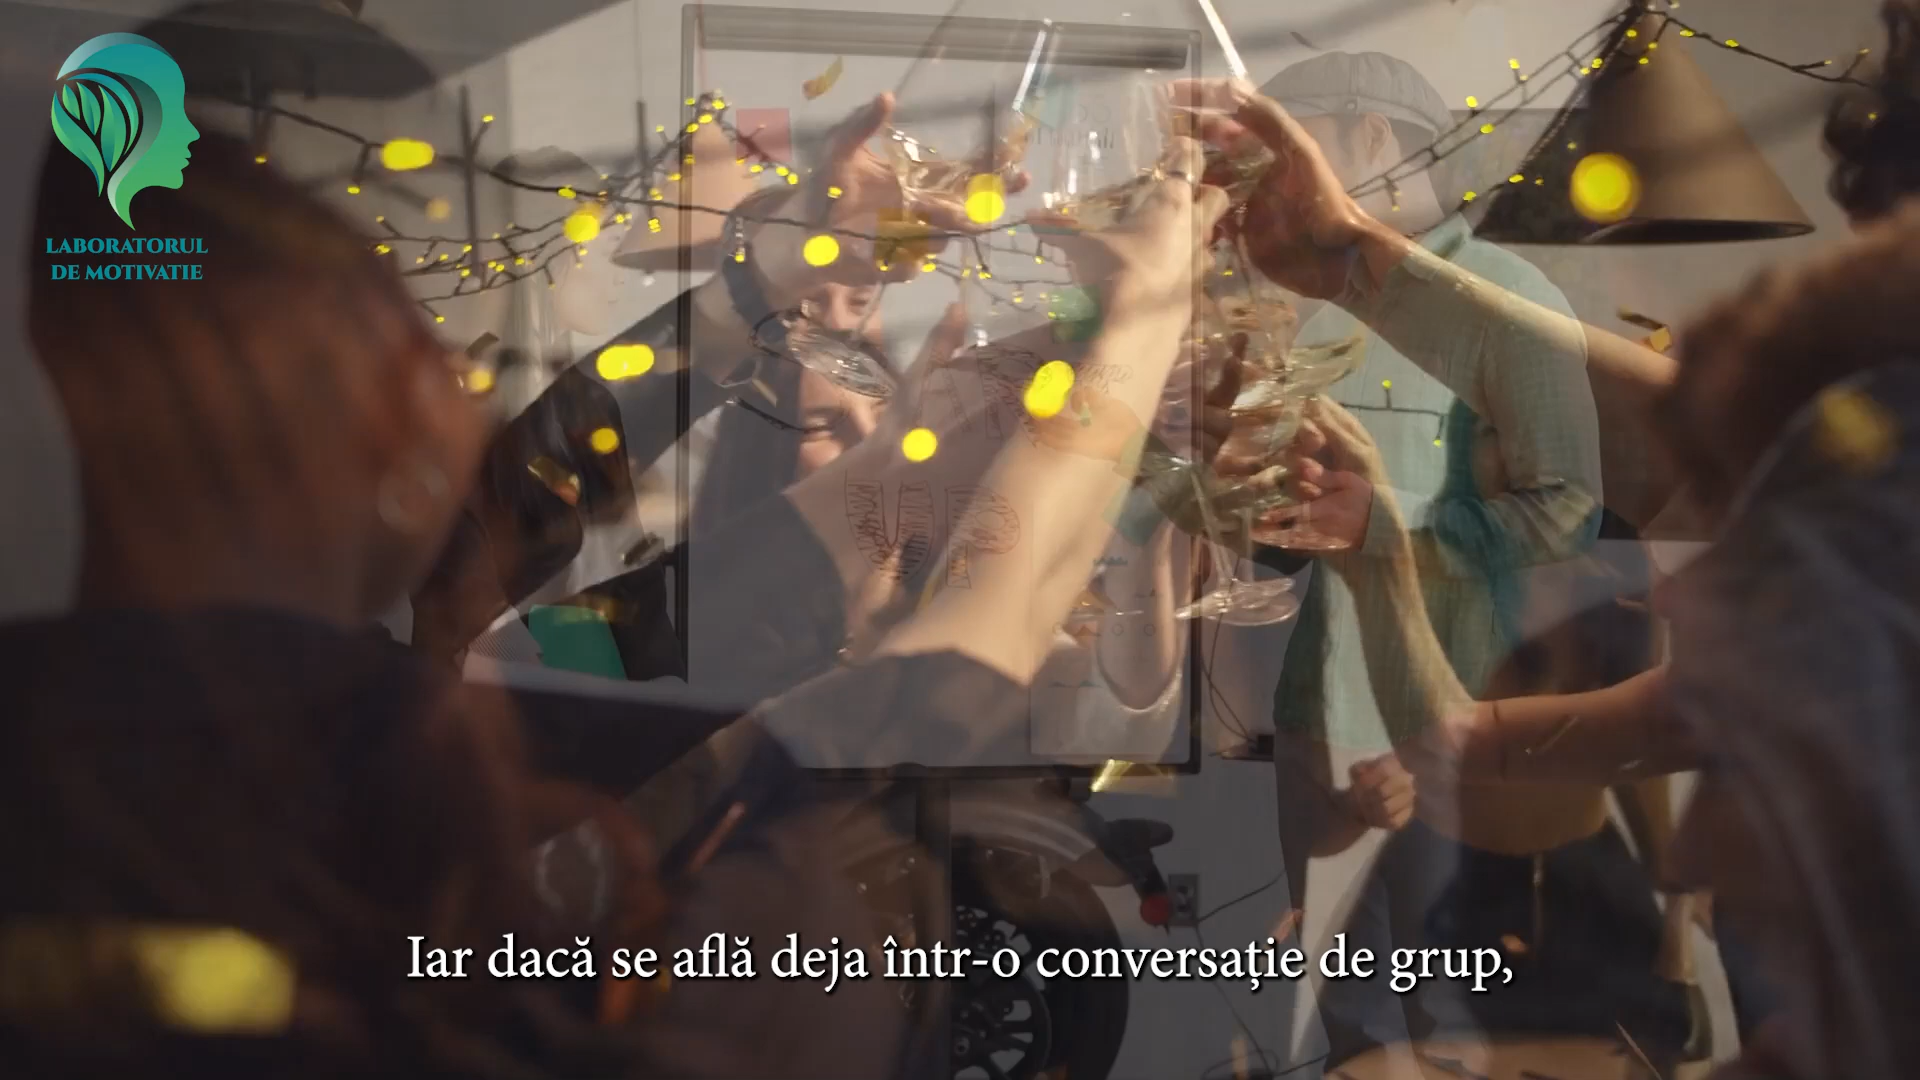 LABORATORUL
DE MOTIVATIE
Iar dacă se află deja într-o conversație de grup,